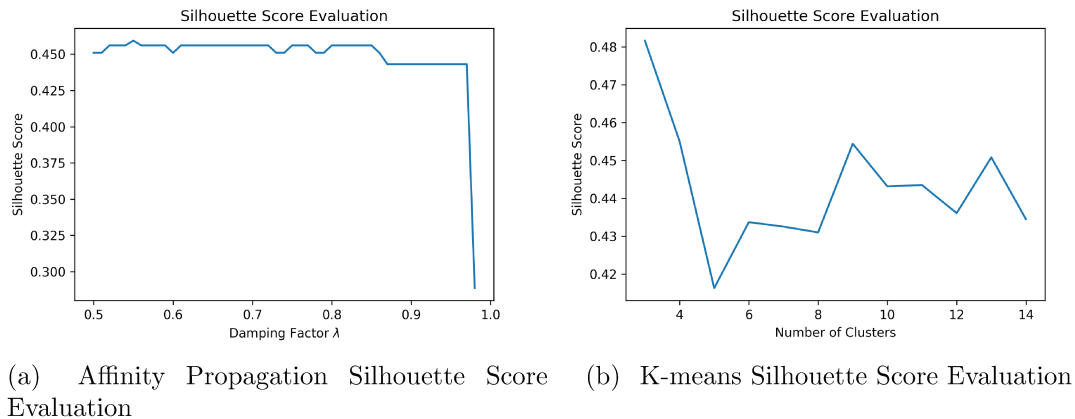 Silhouette Score Evaluation
Silhouette Score
0.450
0.425
0.400
0.375
0.350
0.325
0.300
0.5 0.6 0.7 0.8 0.9 1.0
Damping Factor λ
(a) Affinity Propagation Silhouette Score
Evaluation
Silhouette Score Evaluation
Silhouette Score
0.48
0.47
0.46
0.45
0.44
0.43
0.42
4 6 8 10 12 14
Number of Clusters
(b) K-means Silhouette Score Evaluation